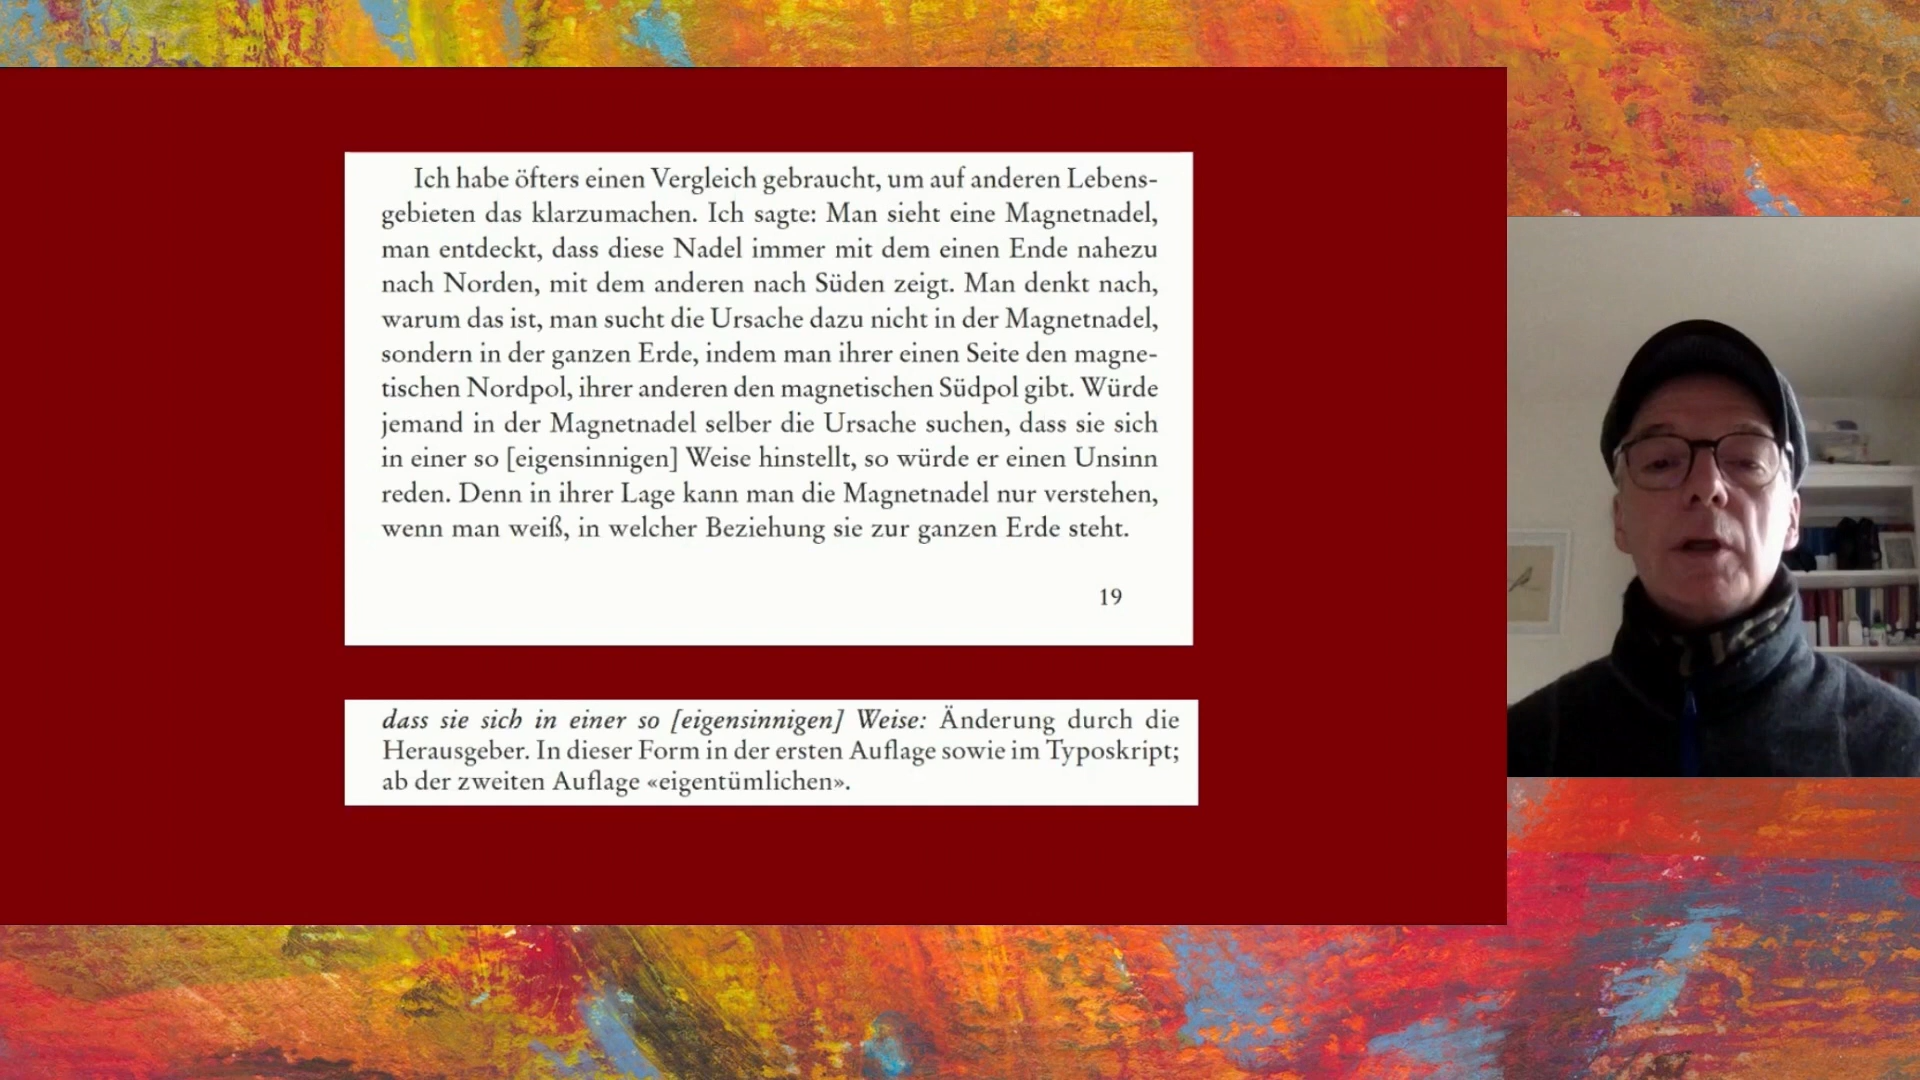 Ich habe öfters einen Vergleich gebraucht, um auf anderen Lebens-
gebieten das klarzumachen. Ich sagte: Man sieht eine Magnetnadel,
man entdeckt, dass diese Nadel immer mit dem einen Ende nahezu
nach Norden, mit dem anderen nach Süden zeigt. Man denkt nach,
warum das ist, man sucht die Ursache dazu nicht in der Magnetnadel,
sondern in der ganzen Erde, indem man ihrer einen Seite den magne-
tischen Nordpol, ihrer anderen den magnetischen Südpol gibt. Würde
jemand in der Magnetnadel selber die Ursache suchen, dass sie sich
in einer so [eigensinnigen] Weise hinstellt, so würde er einen Unsinn
reden. Denn in ihrer Lage kann man die Magnetnadel nur verstehen,
wenn man weiß, in welcher Beziehung sie zur ganzen Erde steht.
19
dass sie sich in einer so [eigensinnigen] Weise: Änderung durch die
Herausgeber. In dieser Form in der ersten Auflage sowie im Typoskript;
ab der zweiten Auflage «eigentümlichen».